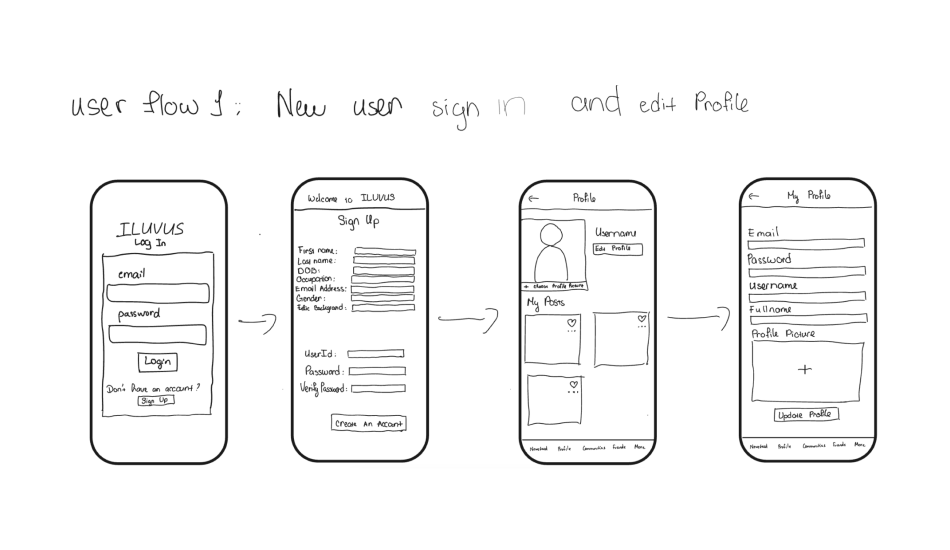 user flow 1: New user sign in and edit Profile
ILUVUS
Log In
email
password
Login
Don't have an account?
Sign Up
Welcome to ILUVUS
Sign Up
First name:
Last name:
DOB:
Occupation:
Email Address:
Gender:
UserId:
Password:
Verify Password:
Create An Account
← Profile
Username
Edit Profile
+ Choose Profile Picture
My Posts
Newsfeed Profile Communities Friends More
← My Profile
Email
Password
Username
Fullname
Profile Picture
+
Update Profile
Newsfeed Profile Communities Friends More